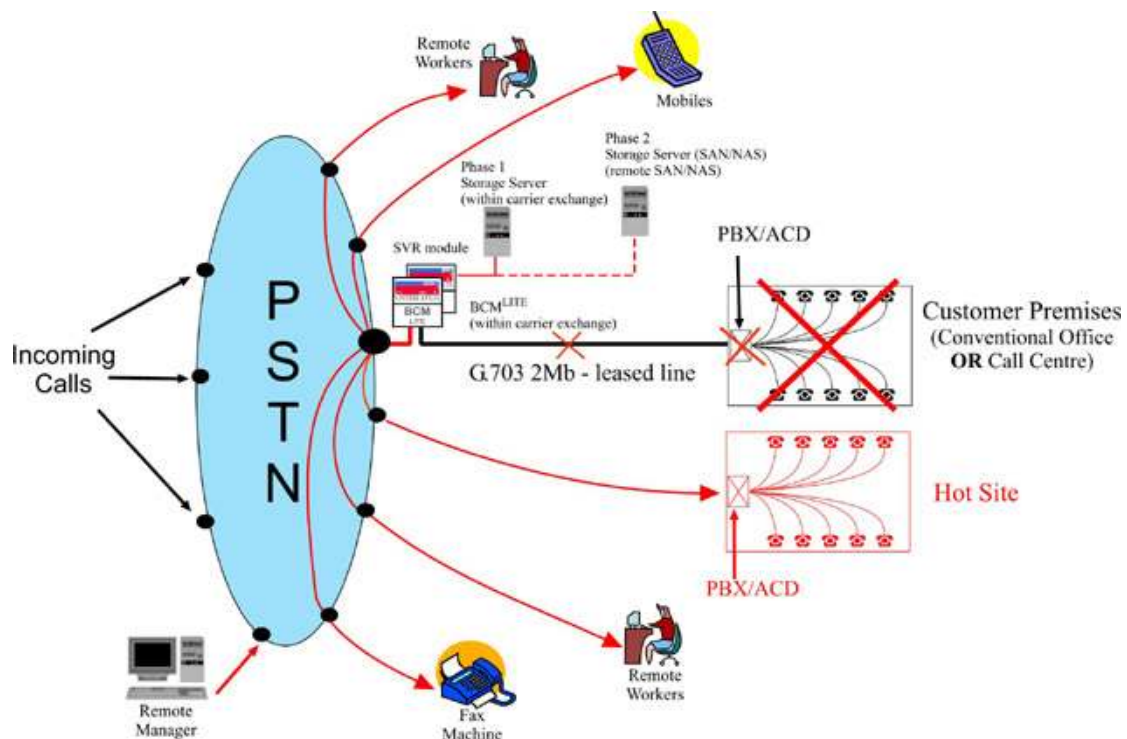 Remote
Workers
Mobiles
Phase 2
Storage Server (SAN/NAS)
(remote SAN/NAS)
Phase 1
Storage Server
(within carrier exchange)
SVR module
PBX/ACD
BCM
LITE
BCM LITE
(within carrier exchange)
G.703 2Mb - leased line
Customer Premises
(Conventional Office
OR Call Centre)
P
S
T
N
Incoming
Calls
Hot Site
PBX/ACD
Remote
Manager
Fax
Machine
Remote
Workers